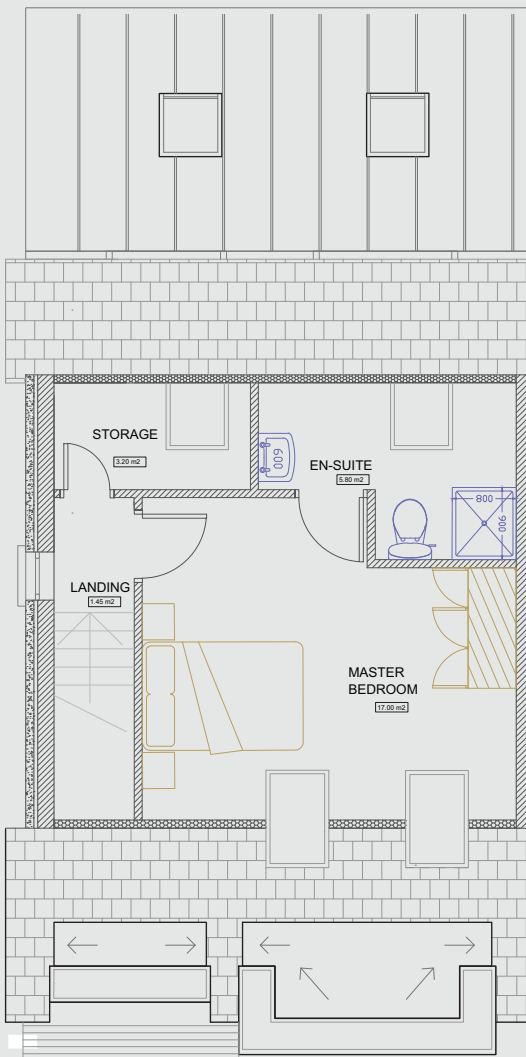 STORAGE
3.20 m2
600
EN-SUITE
5.80 m2
800
900
LANDING
1.45 m2
MASTER
BEDROOM
17.00 m2